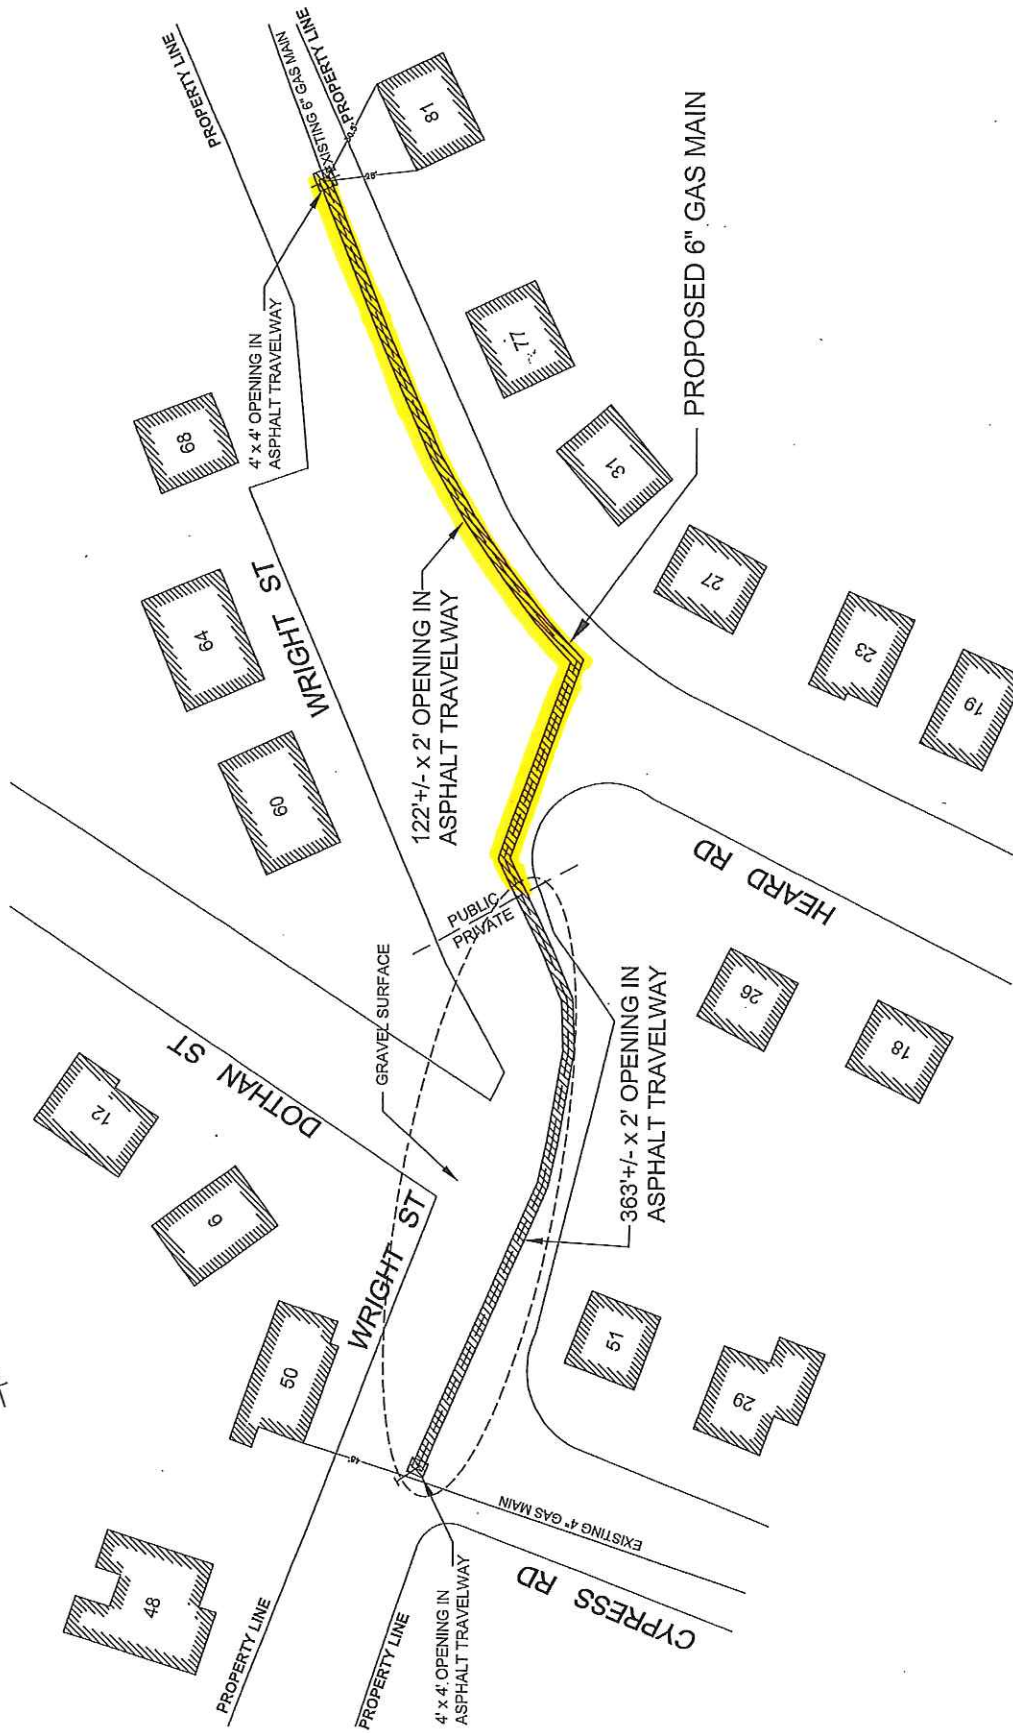 PROPERTY LINE
EXISTING 6" GAS MAIN
PROPERTY LINE
81
28'
4' x 4' OPENING IN
ASPHALT TRAVELWAY
77
68
31
PROPOSED 6" GAS MAIN
64
WRIGHT ST
122'+/- x 2' OPENING IN
ASPHALT TRAVELWAY
27
23
19
60
HEARD RD
PUBLIC
PRIVATE
GRAVEL SURFACE
26
18
DOTHAN ST
12
363'+/- x 2' OPENING IN
ASPHALT TRAVELWAY
WRIGHT ST
50
51
29
EXISTING 4" GAS MAIN
CYPRESS RD
48
PROPERTY LINE
PROPERTY LINE
4' x 4' OPENING IN
ASPHALT TRAVELWAY